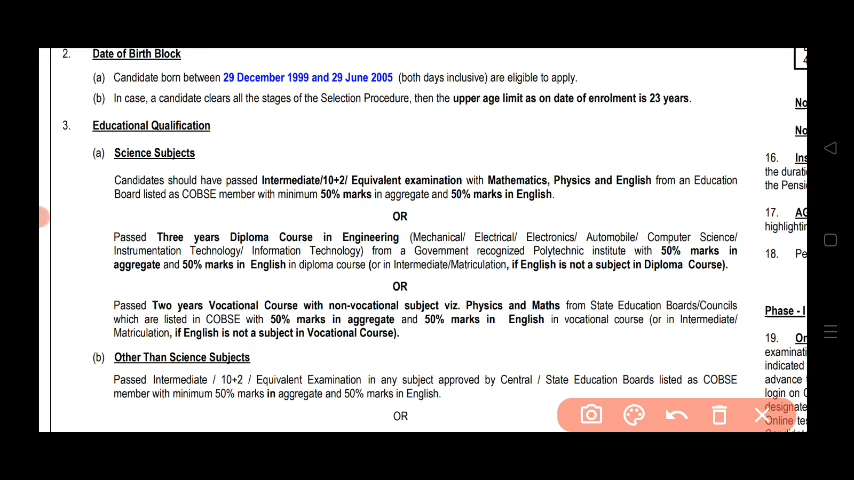 2. Date of Birth Block
(a) Candidate born between 29 December 1999 and 29 June 2005 (both days inclusive) are eligible to apply.
(b) In case, a candidate clears all the stages of the Selection Procedure, then the upper age limit as on date of enrolment is 23 years.
3. Educational Qualification
(a) Science Subjects
Candidates should have passed Intermediate/10+2/ Equivalent examination with Mathematics, Physics and English from an Education
Board listed as COBSE member with minimum 50% marks in aggregate and 50% marks in English.
OR
Passed Three years Diploma Course in Engineering (Mechanical/ Electrical/ Electronics/ Automobile/ Computer Science/
Instrumentation Technology/ Information Technology) from a Government recognized Polytechnic institute with 50% marks in
aggregate and 50% marks in English in diploma course (or in Intermediate/Matriculation, if English is not a subject in Diploma Course).
OR
Passed Two years Vocational Course with non-vocational subject viz. Physics and Maths from State Education Boards/Councils
which are listed in COBSE with 50% marks in aggregate and 50% marks in English in vocational course (or in Intermediate/
Matriculation, if English is not a subject in Vocational Course).
(b) Other Than Science Subjects
Passed Intermediate / 10+2 / Equivalent Examination in any subject approved by Central / State Education Boards listed as COBSE
member with minimum 50% marks in aggregate and 50% marks in English.
OR
No
No
16. Ins
the durati
the Pensi
17. AG
highlightin
18. Pe
Phase - I
19. On
examinati
indicated
advance
login on C
designate
Online tes